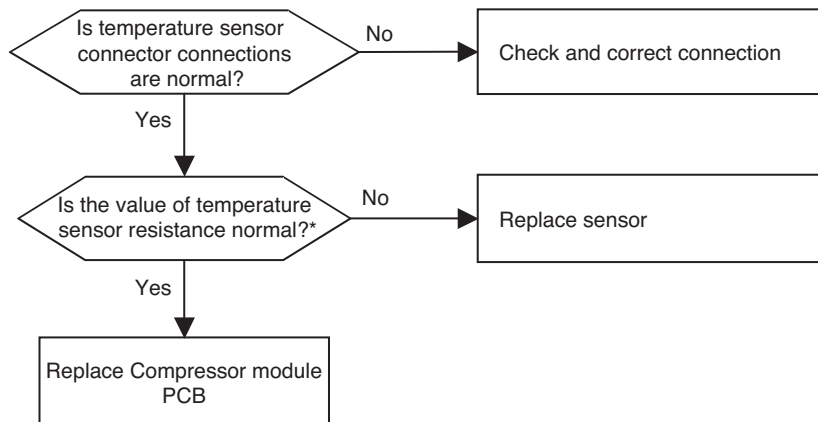 Is temperature sensor
connector connections
are normal?
No
Check and correct connection
Yes
Is the value of temperature
sensor resistance normal?*
No
Replace sensor
Yes
Replace Compressor module
PCB